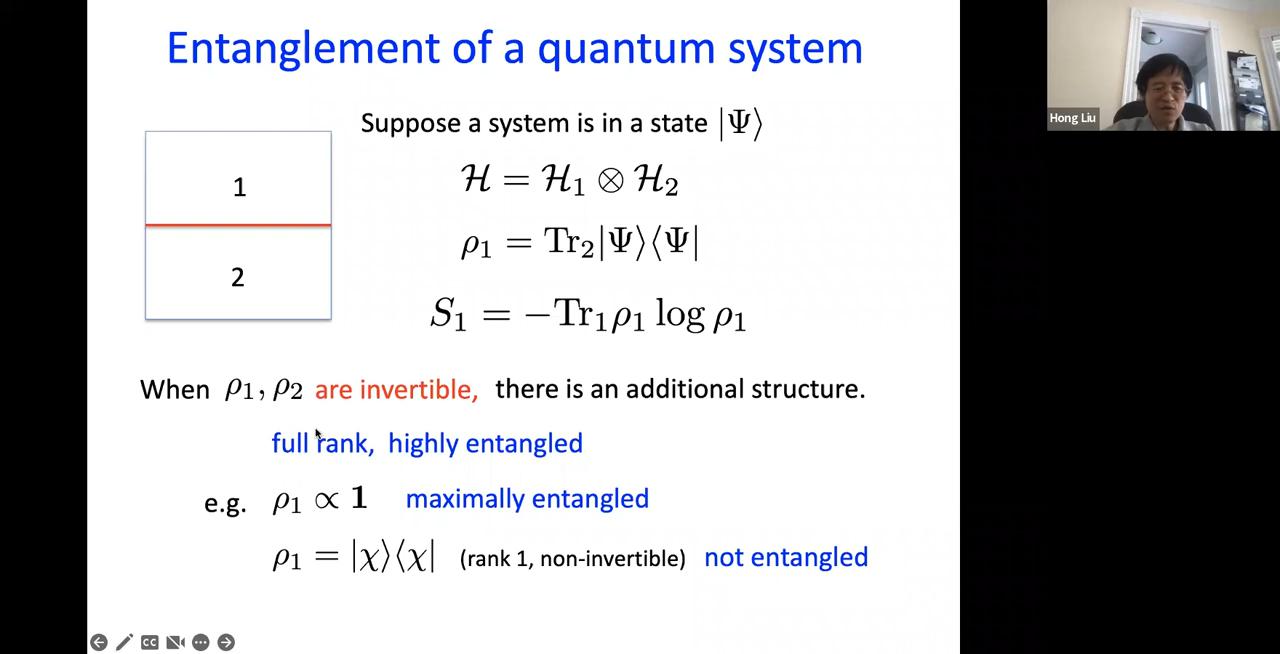 Entanglement of a quantum system
Hong Liu
Suppose a system is in a state |Ψ⟩
1
2
ℋ = ℋ₁ ⊗ ℋ₂
ρ₁ = Tr₂|Ψ⟩⟨Ψ|
S₁ = −Tr₁ρ₁ log ρ₁
When ρ₁, ρ₂ are invertible, there is an additional structure.
full rank, highly entangled
e.g. ρ₁ ∝ 1 maximally entangled
ρ₁ = |χ⟩⟨χ| (rank 1, non-invertible) not entangled
CC